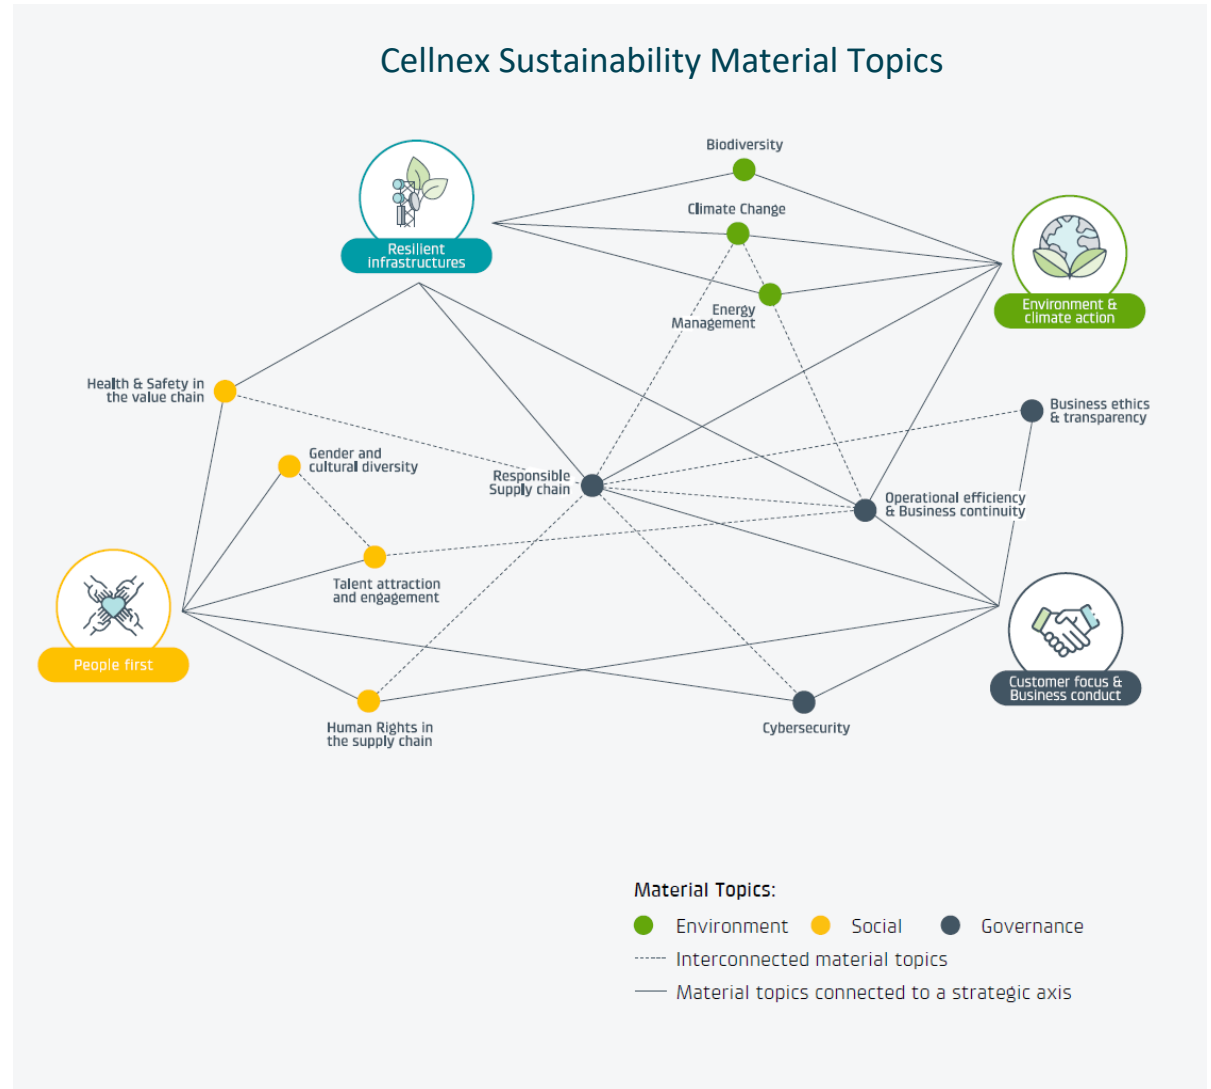 Cellnex Sustainability Material Topics
Biodiversity
Climate Change
Resilient
infrastructures
Energy
Management
Environment &
climate action
Health & Safety in
the value chain
Business ethics
& transparency
Gender and
cultural diversity
Responsible
Supply chain
Operational efficiency
& Business continuity
Talent attraction
and engagement
People first
Customer focus &
Business conduct
Human Rights in
the supply chain
Cybersecurity
Material Topics:
Environment
Social
Governance
Interconnected material topics
Material topics connected to a strategic axis